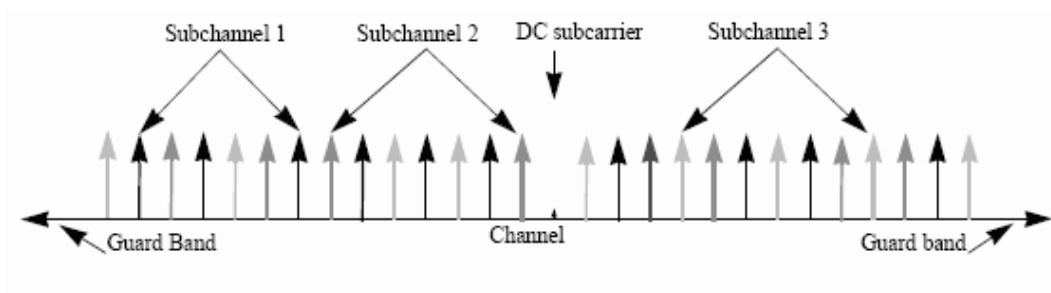 Subchannel 1
Subchannel 2
DC subcarrier
Subchannel 3
Guard Band
Channel
Guard band